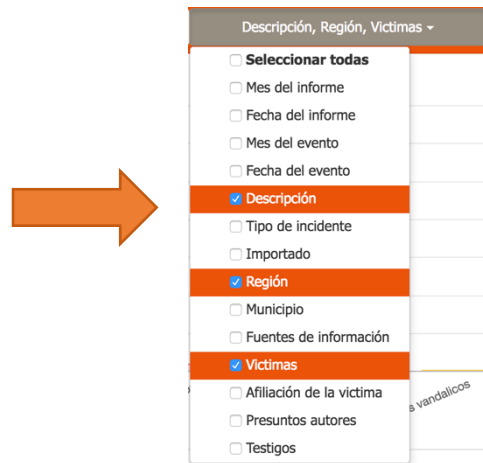 Descripción, Región, Victimas
Seleccionar todas
Mes del informe
Fecha del informe
Mes del evento
Fecha del evento
Descripción
Tipo de incidente
Importado
Región
Municipio
Fuentes de información
Victimas
Afiliación de la victima
s vandalicos
Presuntos autores
Testigos